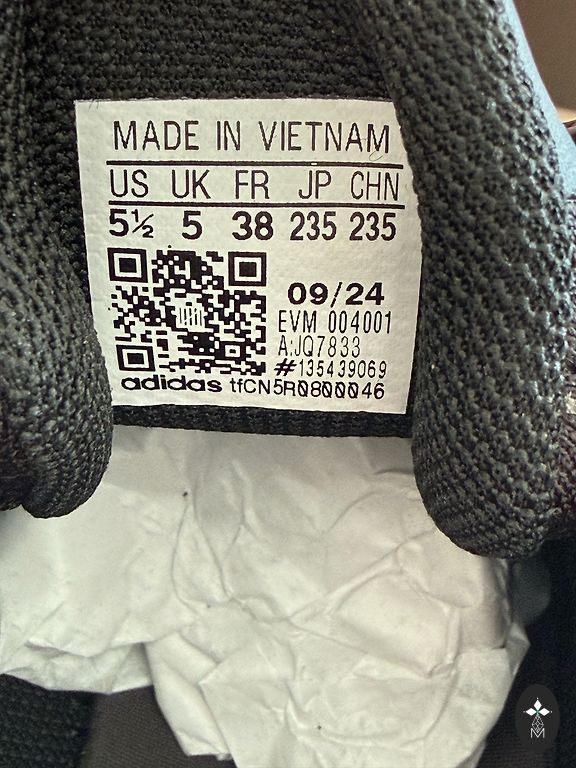 MADE IN VIETNAM
US UK FR JP CHN
5½ 5 38 235 235
09/24
EVM 004001
A:JQ7833
#135439069
adidas tfCN5R0800046
M